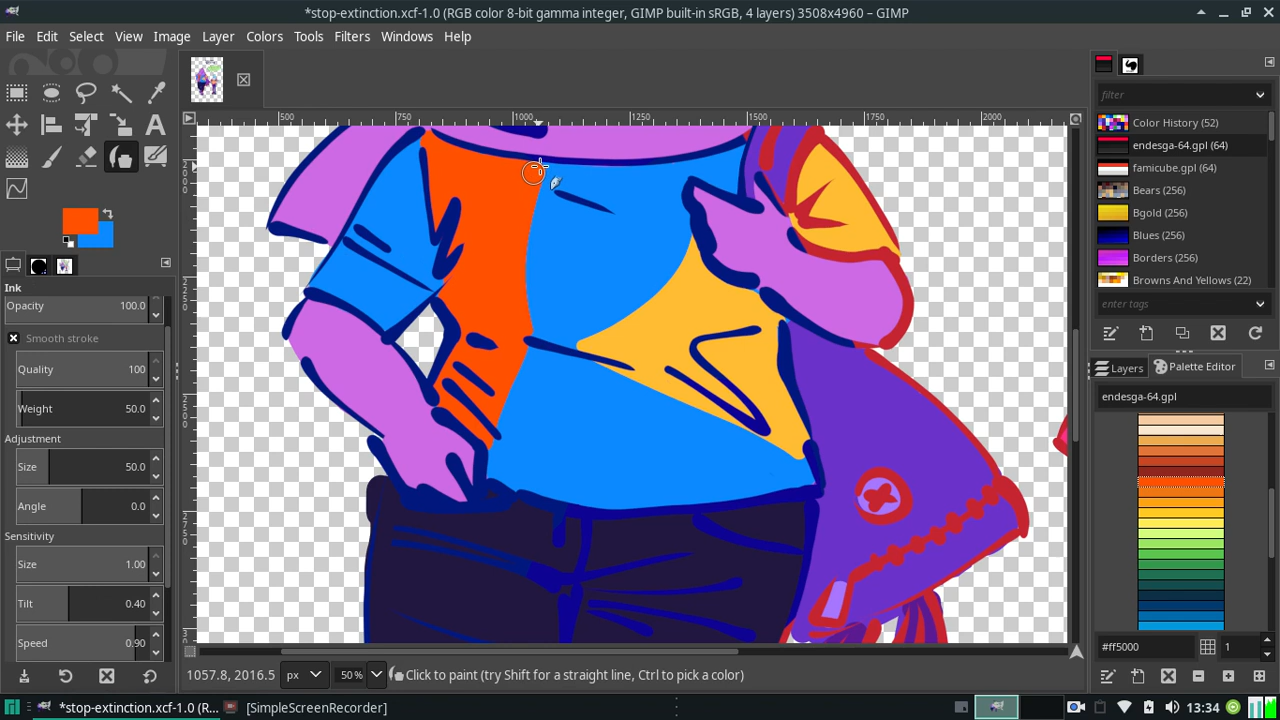 *stop-extinction.xcf-1.0 (RGB color 8-bit gamma integer, GIMP built-in sRGB, 4 layers) 3508x4960 – GIMP
File Edit Select View Image Layer Colors Tools Filters Windows Help
filter
500 750 1000 1250 1500 1750 2000
Color History (52)
endesga-64.gpl (64)
famicube.gpl (64)
Bears (256)
Bgold (256)
Blues (256)
Borders (256)
Browns And Yellows (22)
enter tags
Ink
Opacity 100.0
Smooth stroke
Quality 100
Weight 50.0
Adjustment
Size 50.0
Angle 0.0
Sensitivity
Size 1.00
Tilt 0.40
Speed 0.90
Layers Palette Editor
endesga-64.gpl
#ff5000 1
1057.8, 2016.5 px 50% Click to paint (try Shift for a straight line, Ctrl to pick a color)
*stop-extinction.xcf-1.0 (R... [SimpleScreenRecorder] 13:34